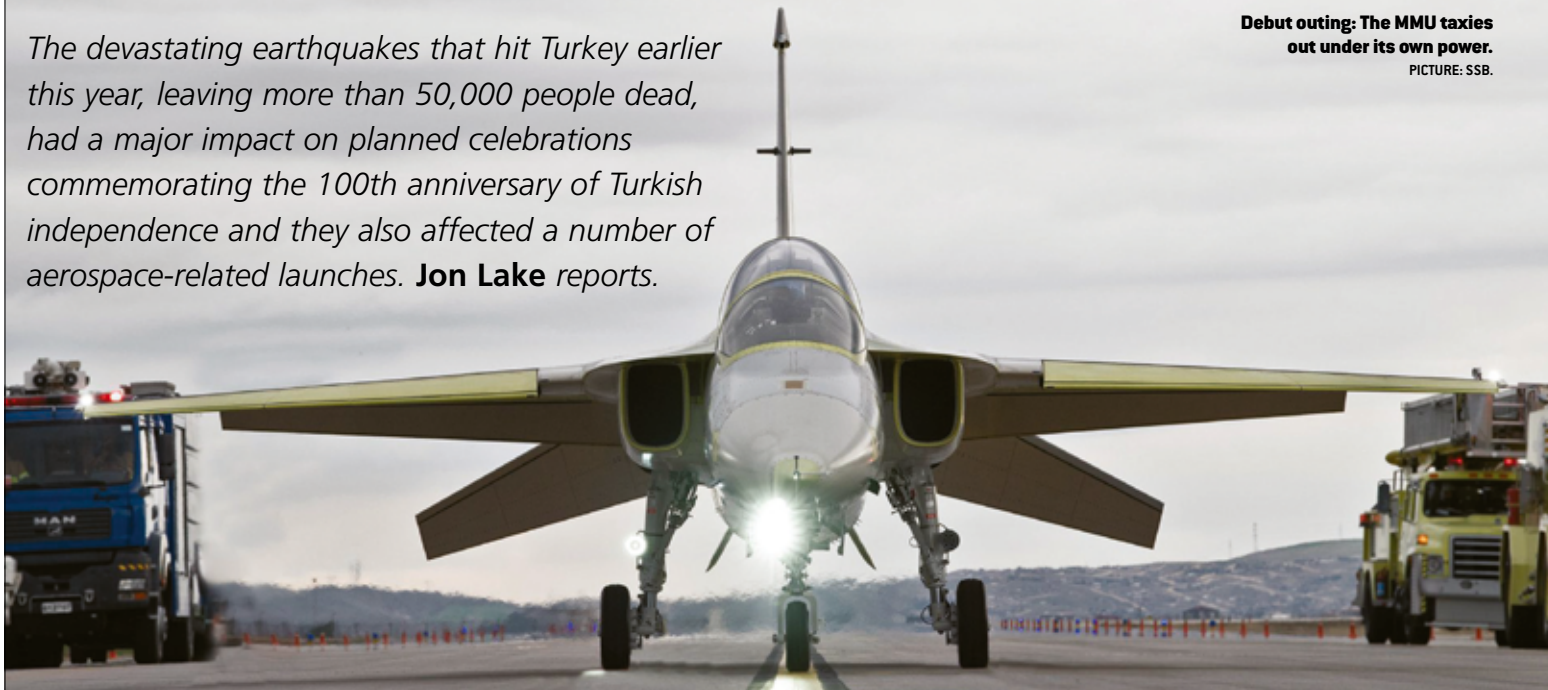 The devastating earthquakes that hit Turkey earlier
this year, leaving more than 50,000 people dead,
had a major impact on planned celebrations
commemorating the 100th anniversary of Turkish
independence and they also affected a number of
aerospace-related launches. Jon Lake reports.
Debut outing: The MMU taxies
out under its own power.
PICTURE: SSB.
MAN